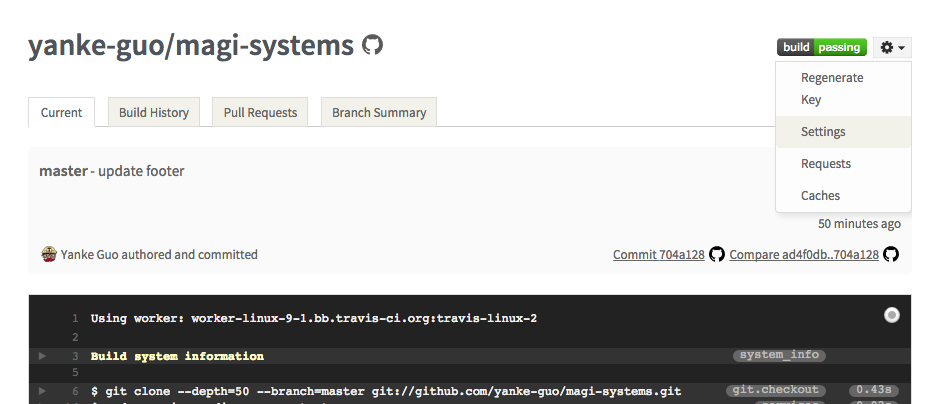 yanke-guo/magi-systems
build passing
Regenerate
Key
Settings
Requests
Caches
Current
Build History
Pull Requests
Branch Summary
master - update footer
50 minutes ago
Yanke Guo authored and committed
Commit 704a128
Compare ad4f0db..704a128
1 Using worker: worker-linux-9-1.bb.travis-ci.org:travis-linux-2
2
3 Build system information system_info
5
6 $ git clone --depth=50 --branch=master git://github.com/yanke-guo/magi-systems.git git.checkout 0.43s